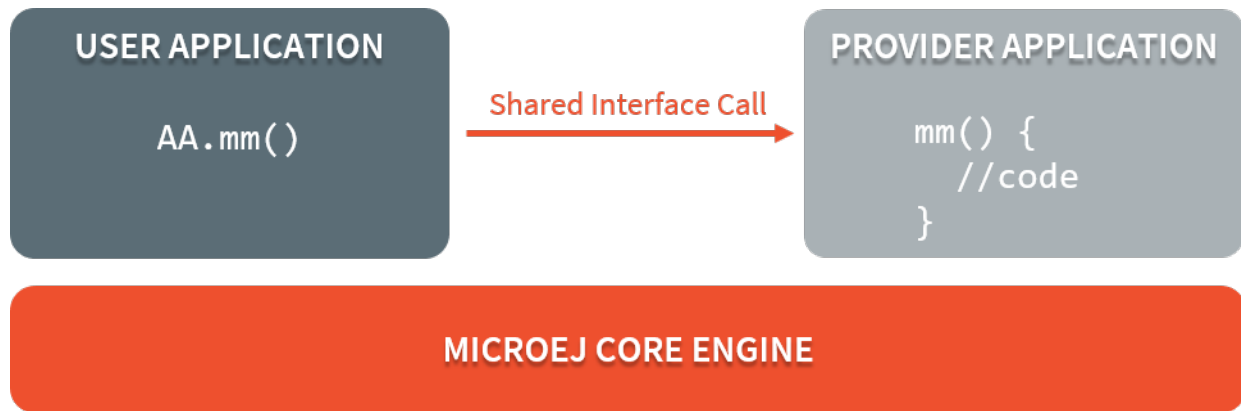 USER APPLICATION
AA.mm()
Shared Interface Call
PROVIDER APPLICATION
mm() {
//code
}
MICROEJ CORE ENGINE